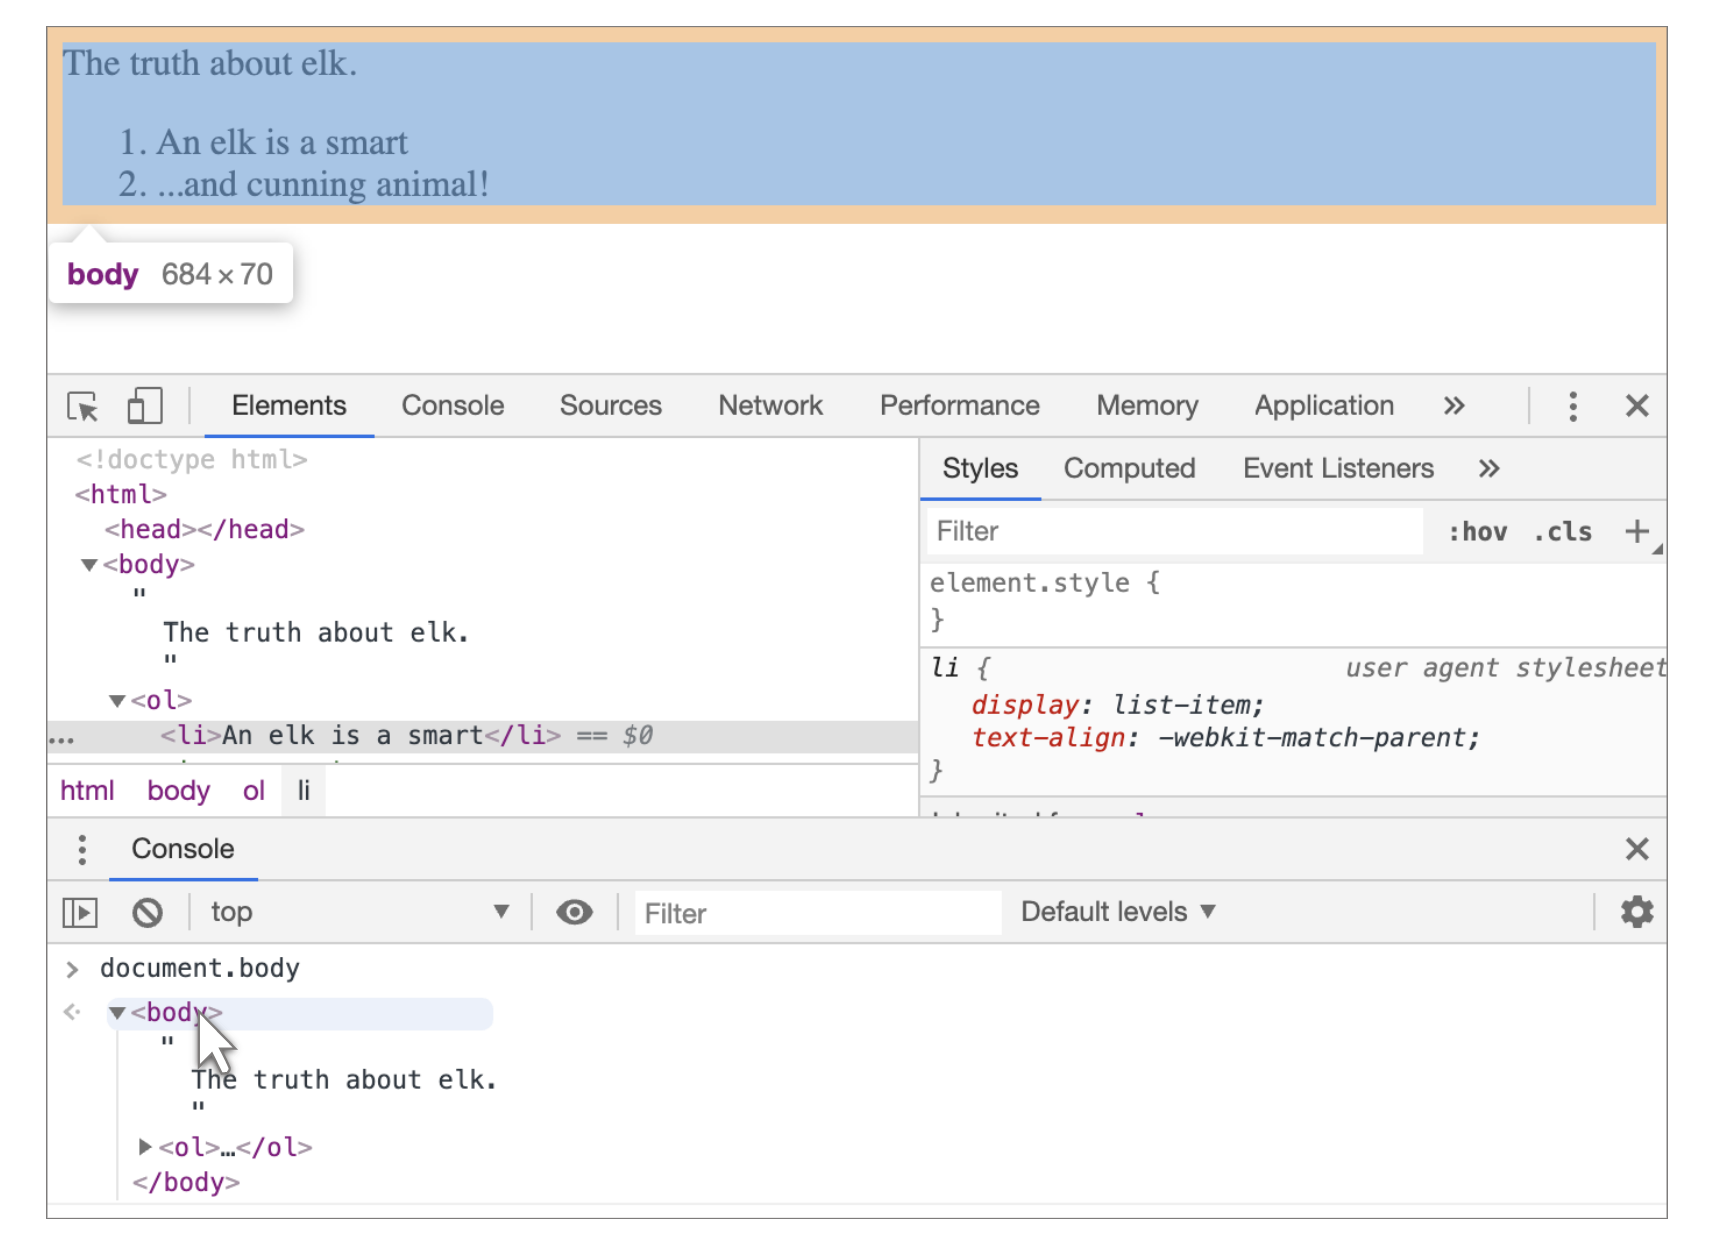 The truth about elk.
1. An elk is a smart
2. ...and cunning animal!
body 684 × 70
Elements Console Sources Network Performance Memory Application »
<!doctype html>
<html>
<head></head>
▼<body>
"
The truth about elk.
"
▼<ol>
... <li>An elk is a smart</li> == $0
html body ol li
Styles Computed Event Listeners »
Filter :hov .cls +
element.style {
}
li { user agent stylesheet
display: list-item;
text-align: -webkit-match-parent;
}
Console
top ▼ Filter Default levels ▼
> document.body
▼<body>
"
The truth about elk.
"
▶<ol>…</ol>
</body>